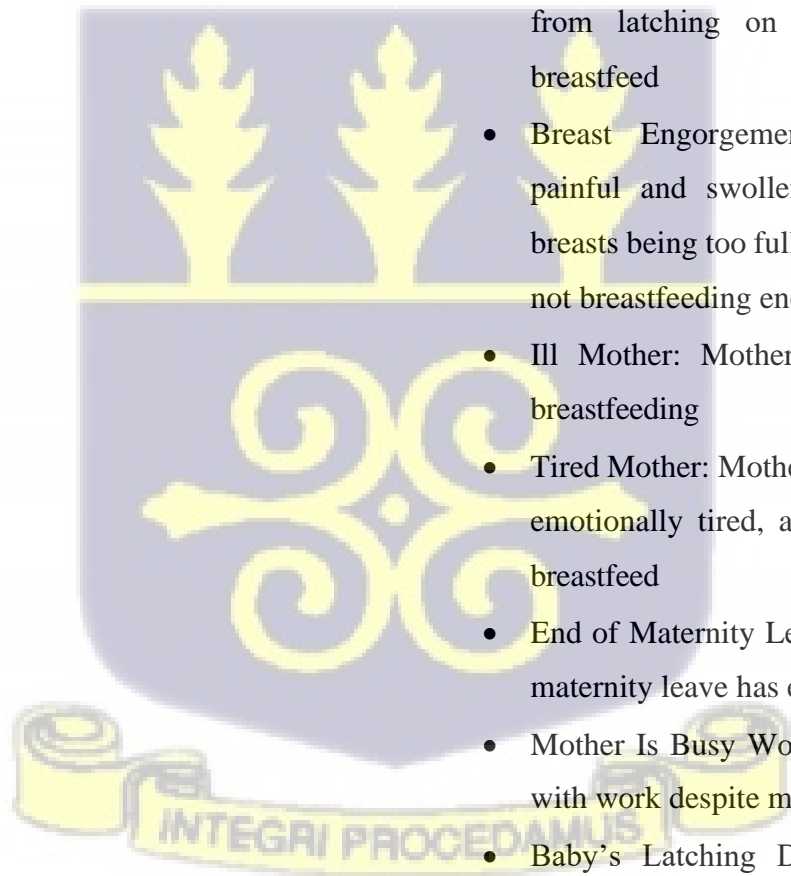 from latching on
breastfeed
• Breast Engorgemen
painful and swolle
breasts being too full
not breastfeeding en
• Ill Mother: Mother
breastfeeding
• Tired Mother: Mothe
emotionally tired, a
breastfeed
• End of Maternity Le
maternity leave has e
• Mother Is Busy Wo
with work despite m
INTEGRI PROCEDAMUS
• Baby’s Latching D